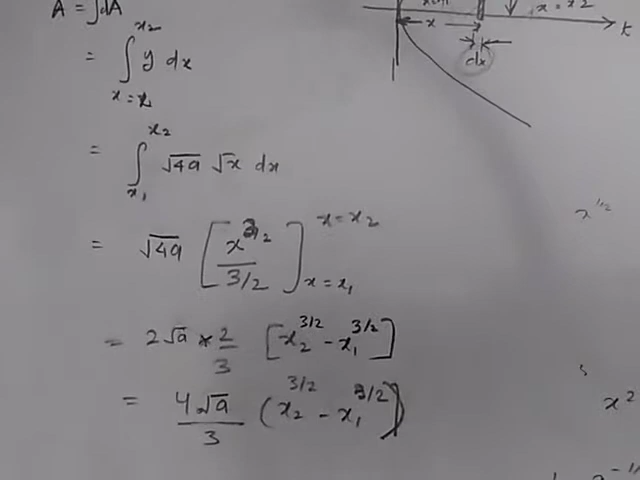 A = ∫dA
= ∫_{x=x₁}^{x₂} y dx
= ∫_{x₁}^{x₂} √4a √x dx
= √4a [x^{3/2} / 3/2]_{x=x₁}^{x=x₂}
= 2√a * 2/3 [x₂^{3/2} - x₁^{3/2}]
= 4√a / 3 (x₂^{3/2} - x₁^{3/2})
x = x2
x
dx
x^{1/2}
x²